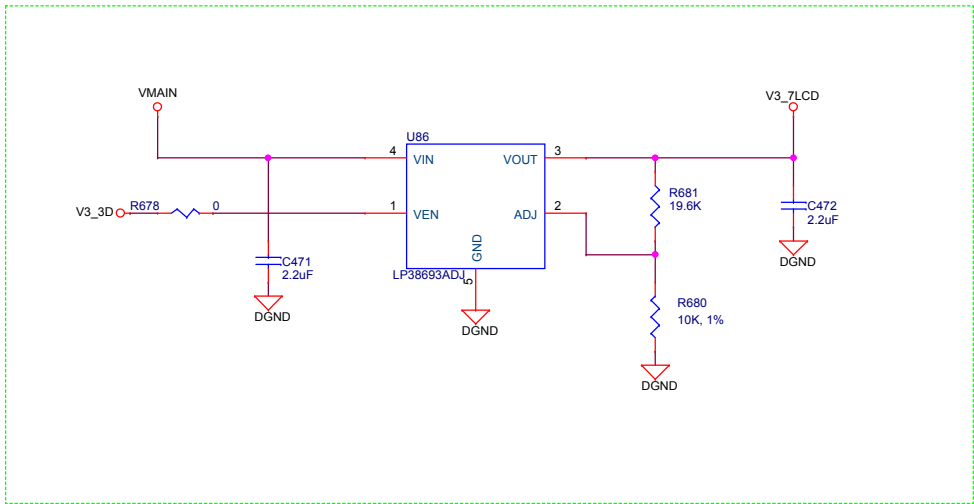 VMAIN
V3_7LCD
U86
4
VIN
VOUT
3
R681
19.6K
V3_3D
R678
0
1
VEN
ADJ
2
C472
2.2uF
GND
C471
2.2uF
LP38693ADJ
5
DGND
DGND
DGND
R680
10K, 1%
DGND